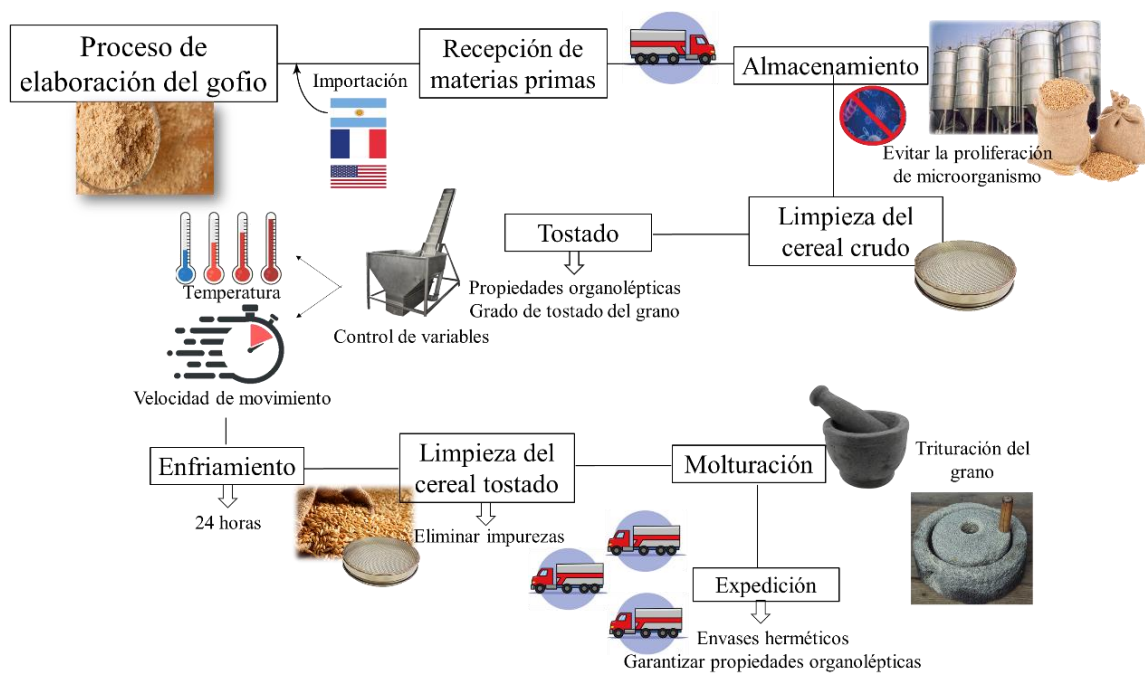 Proceso de
elaboración del gofio
Importación
Recepción de
materias primas
Almacenamiento
Evitar la proliferación
de microorganismo
Limpieza del
cereal crudo
Tostado
Propiedades organolépticas
Grado de tostado del grano
Control de variables
Temperatura
Velocidad de movimiento
Enfriamiento
24 horas
Limpieza del
cereal tostado
Eliminar impurezas
Molturación
Trituración del
grano
Expedición
Envases herméticos
Garantizar propiedades organolépticas